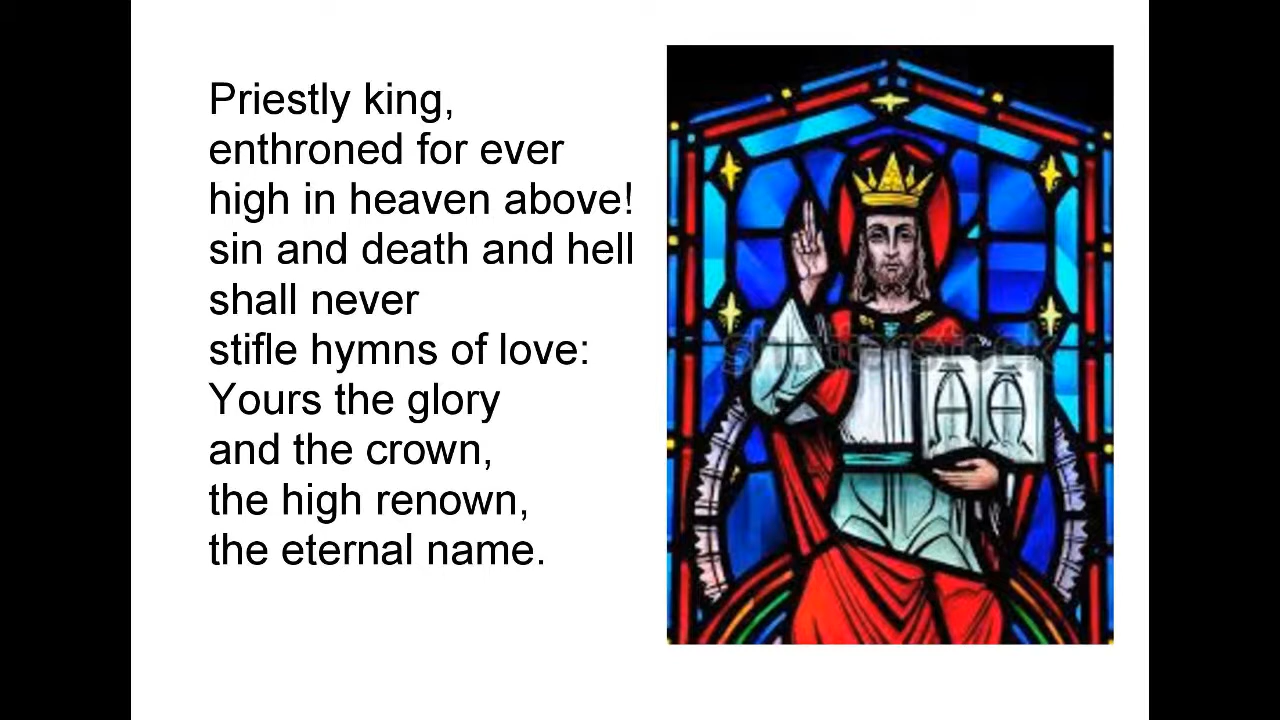 Priestly king,
enthroned for ever
high in heaven above!
sin and death and hell
shall never
stifle hymns of love:
Yours the glory
and the crown,
the high renown,
the eternal name.
shutterstock